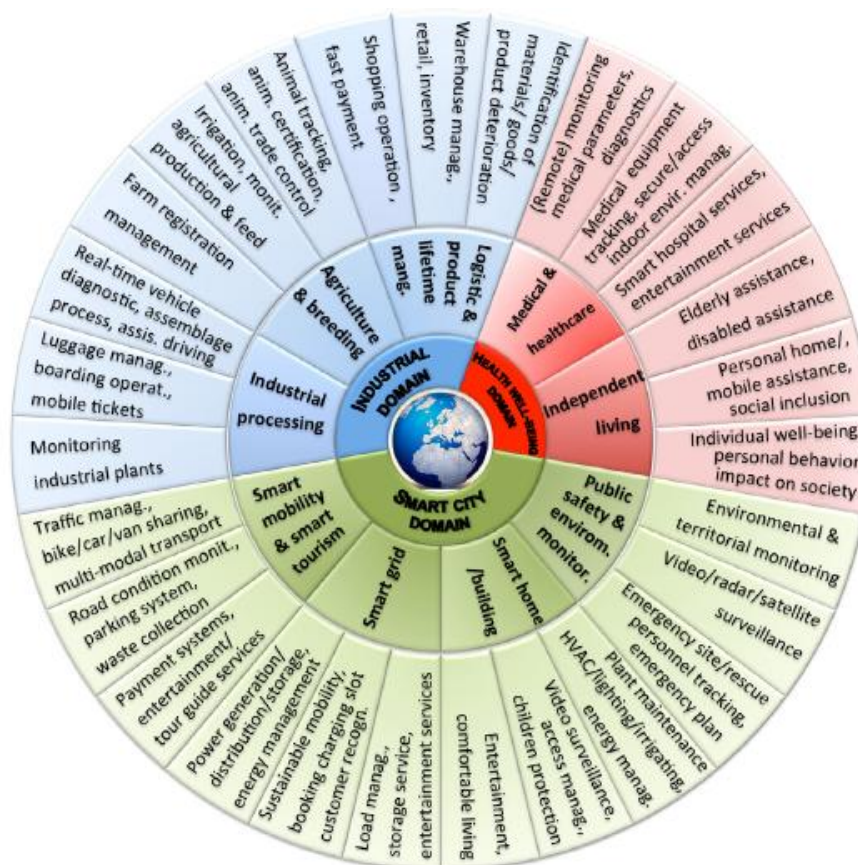 INDUSTRIAL
DOMAIN
HEALTH WELL-BEING
DOMAIN
SMART CITY
DOMAIN
Logistic &
product
lifetime
mang.
Medical &
healthcare
Independent
living
Public
safety &
environm.
monitor.
Smart home
/building
Smart grid
Smart
mobility
& smart
tourism
Industrial
processing
Agriculture
& breeding
Identification of
materials/ goods/
product deterioration
(Remote) monitoring
medical parameters,
diagnostics
Medical equipment
tracking, secure/access
indoor envir. manag.
Smart hospital services,
entertainment services
Elderly assistance,
disabled assistance
Personal home/,
mobile assistance,
social inclusion
Individual well-being,
personal behavior
impact on society
Environmental &
territorial monitoring
Video/radar/satellite
surveillance
Emergency site/rescue
personnel tracking,
emergency plan
Plant maintenance
HVAC/lighting/irrigating,
energy manag.
Video surveillance,
access manag.,
children protection
Entertainment,
comfortable living
Load manag.,
storage service,
entertainment services
Sustainable mobility,
booking charging slot
customer recogn.
Power generation/
distribution/storage,
energy management
Payment systems,
entertainment/
tour guide services
Road condition monit.,
parking system,
waste collection
Traffic manag.,
bike/car/van sharing,
multi-modal transport
Monitoring
industrial plants
Luggage manag.,
boarding operat.,
mobile tickets
Real-time vehicle
diagnostic, assemblage
process, assis. driving
Farm registration
management
Irrigation, monit.
agricultural
production & feed
Animal tracking,
anim. certification,
anim. trade control
Shopping operation ,
fast payment
Warehouse manag.,
retail, inventory